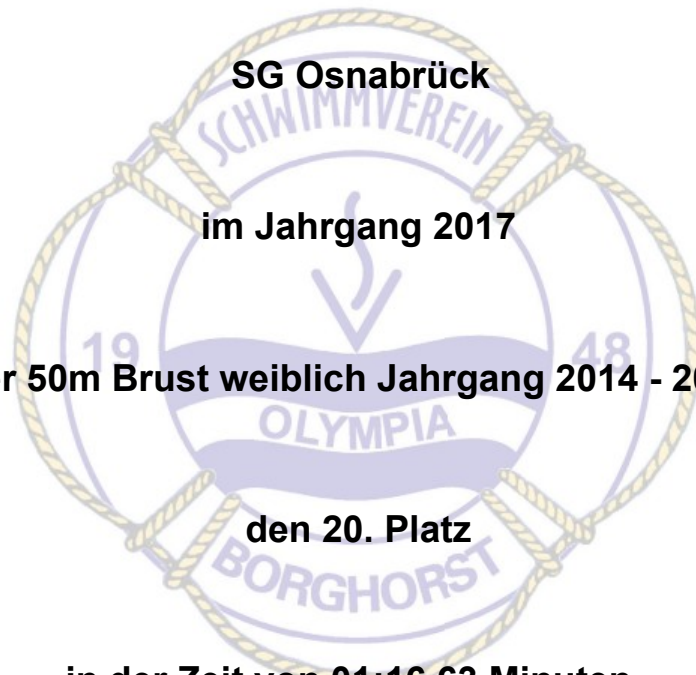 SG Osnabrück
SCHWIMMVEREIN
im Jahrgang 2017
19 48
50m Brust weiblich Jahrgang 2014 -
OLYMPIA
den 20. Platz
BORGHORST
in der Zeit von 01:16,63 Minuten